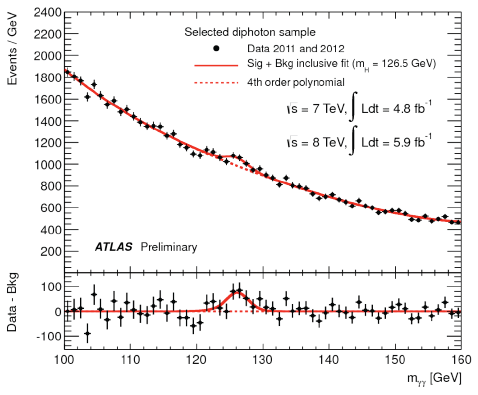 Selected diphoton sample
Data 2011 and 2012
Sig + Bkg inclusive fit (m_H = 126.5 GeV)
4th order polynomial
√s = 7 TeV, ∫ Ldt = 4.8 fb⁻¹
√s = 8 TeV, ∫ Ldt = 5.9 fb⁻¹
ATLAS Preliminary
Events / GeV
2400
2200
2000
1800
1600
1400
1200
1000
800
600
400
200
Data - Bkg
100
0
-100
100 110 120 130 140 150 160
m_γγ [GeV]